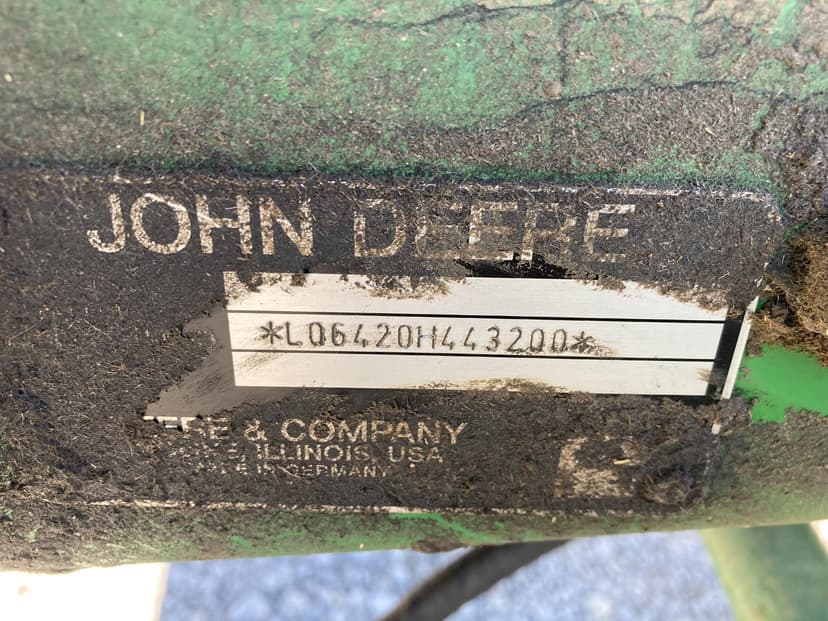 JOHN DEERE
*L06420H443200*
& COMPANY
ILLINOIS, USA
IN GERMANY